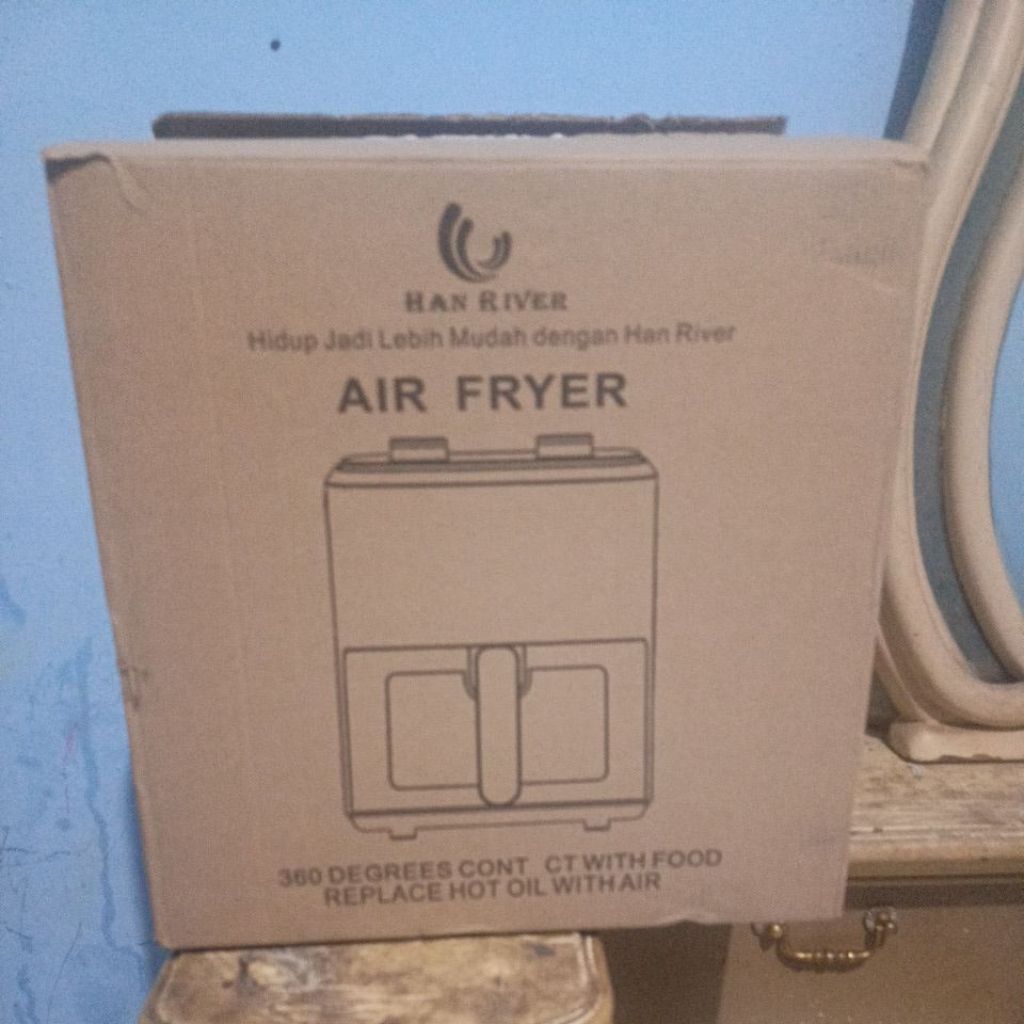 HAN RIVER
Hidup Jadi Lebih Mudah dengan Han River
AIR FRYER
360 DEGREES CONT CT WITH FOOD
REPLACE HOT OIL WITH AIR